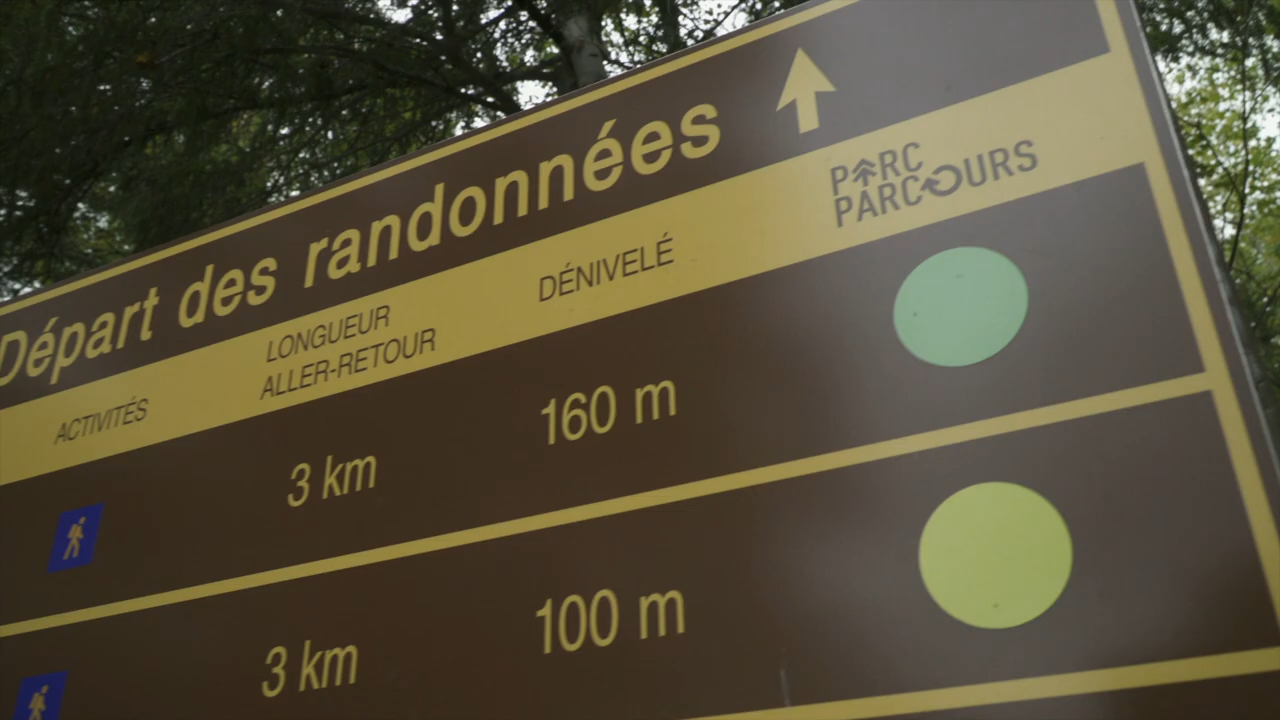 Départ des randonnées
ACTIVITÉS
LONGUEUR
ALLER-RETOUR
DÉNIVELÉ
PARC
PARCOURS
3 km
160 m
3 km
100 m